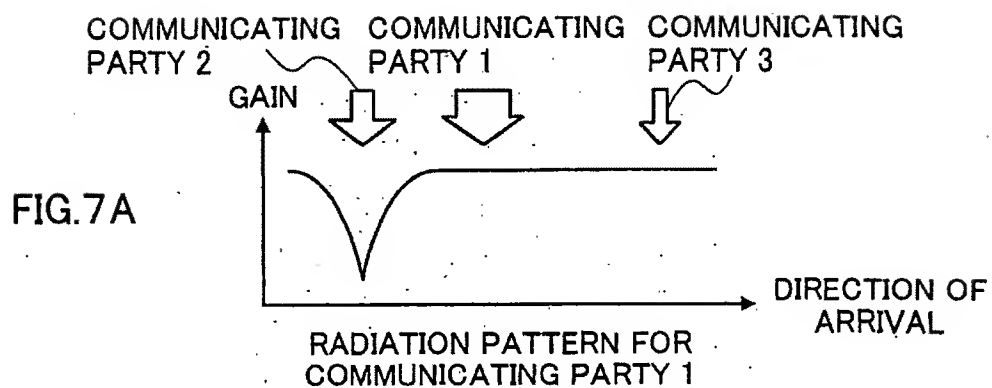 COMMUNICATING
PARTY 2
COMMUNICATING
PARTY 1
COMMUNICATING
PARTY 3
GAIN
FIG.7A
DIRECTION OF
ARRIVAL
RADIATION PATTERN FOR
COMMUNICATING PARTY 1